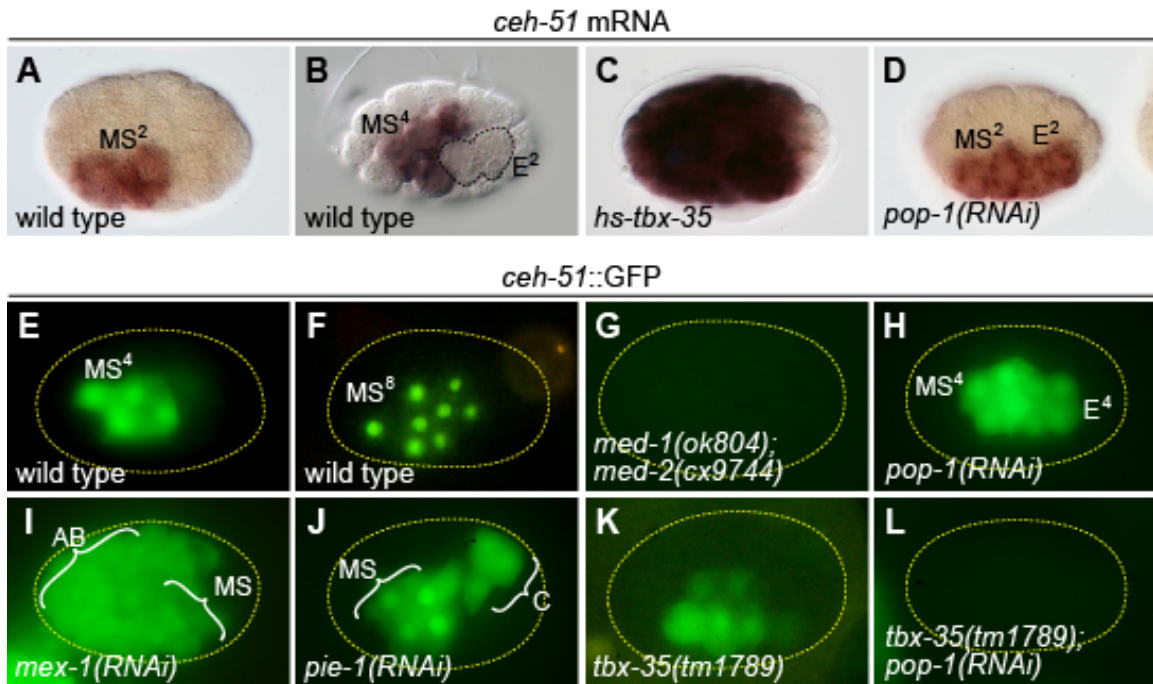 ceh-51 mRNA
A
MS²
wild type
B
MS⁴
E²
wild type
C
hs-tbx-35
D
MS² E²
pop-1(RNAi)
ceh-51::GFP
E
MS⁴
wild type
F
MS⁸
wild type
G
med-1(ok804);
med-2(cx9744)
H
MS⁴
E⁴
pop-1(RNAi)
I
AB
MS
mex-1(RNAi)
J
MS
C
pie-1(RNAi)
K
tbx-35(tm1789)
L
tbx-35(tm1789);
pop-1(RNAi)